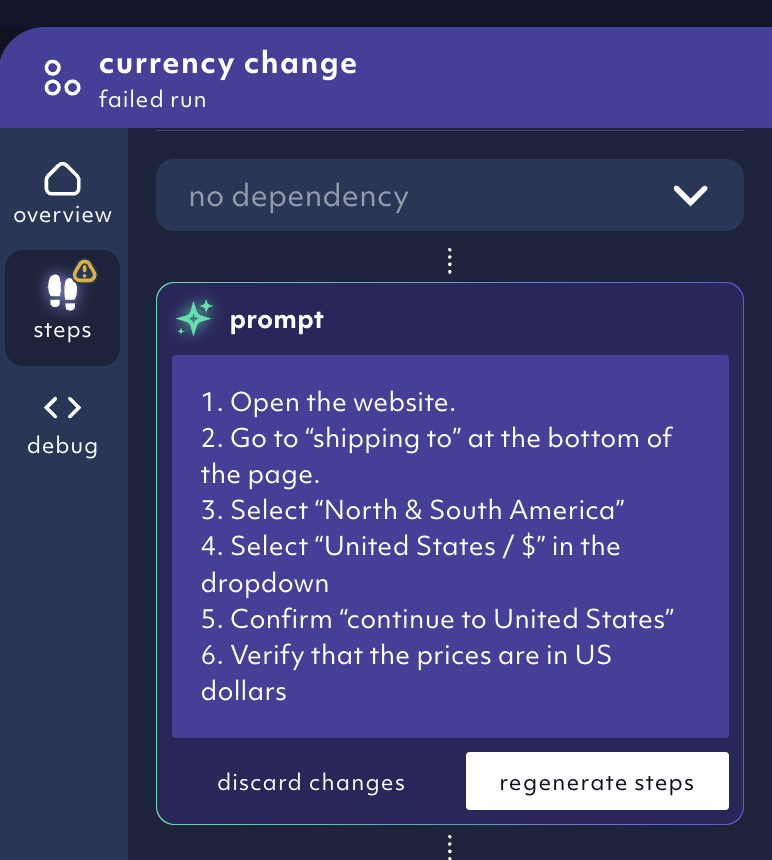 currency change
failed run
overview
steps
debug
no dependency
prompt
1. Open the website.
2. Go to “shipping to” at the bottom of
the page.
3. Select “North & South America”
4. Select “United States / $” in the
dropdown
5. Confirm “continue to United States”
6. Verify that the prices are in US
dollars
discard changes
regenerate steps